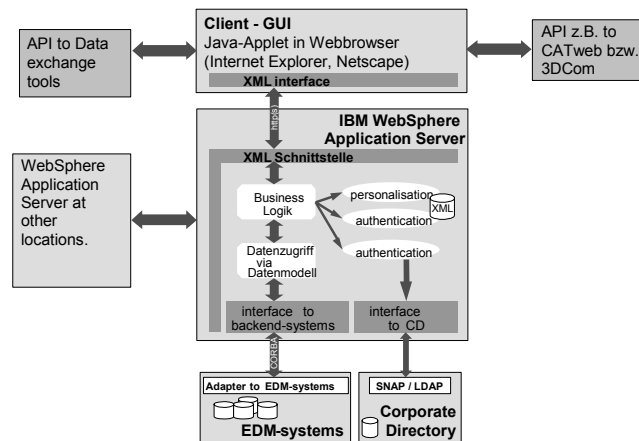 API to Data
exchange
tools
Client - GUI
Java-Applet in Webbrowser
(Internet Explorer, Netscape)
XML interface
API z.B. to
CATweb bzw.
3DCom
http(s)
IBM WebSphere
Application Server
XML Schnittstelle
WebSphere
Application
Server at
other
locations.
Business
Logik
personalisation
XML
authentication
authentication
Datenzugriff
via
Datenmodell
interface to
backend-systems
interface
to CD
CORBA
Adapter to EDM-systems
EDM-systems
SNAP / LDAP
Corporate
Directory